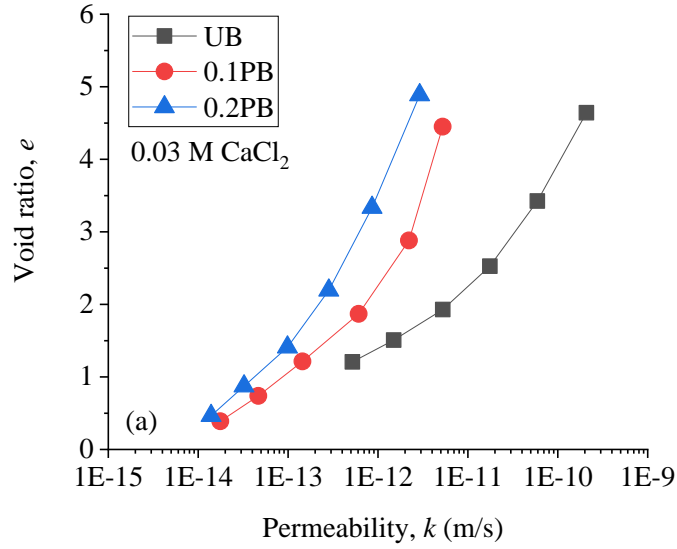 6
5
4
3
2
1
0
Void ratio, e
UB
0.1PB
0.2PB
0.03 M CaCl₂
(a)
1E-15 1E-14 1E-13 1E-12 1E-11 1E-10 1E-9
Permeability, k (m/s)